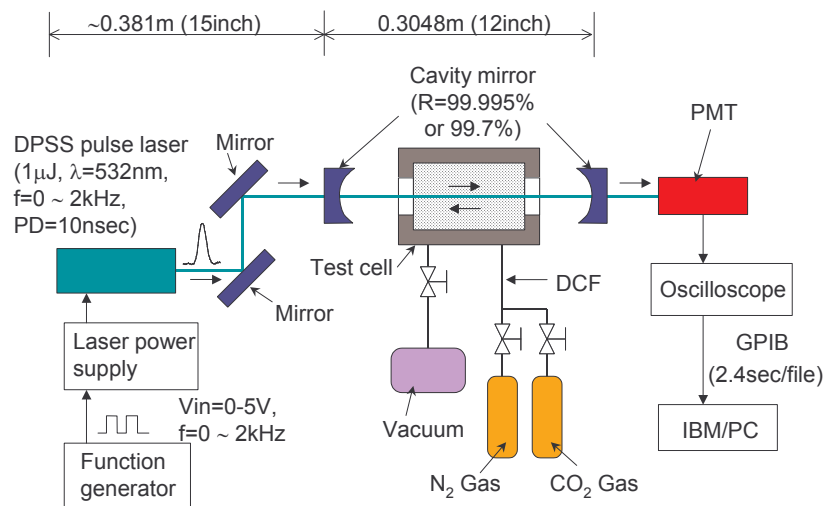 ~0.381m (15inch)
0.3048m (12inch)
Cavity mirror
(R=99.995%
or 99.7%)
PMT
DPSS pulse laser
(1μJ, λ=532nm,
f=0 ~ 2kHz,
PD=10nsec)
Mirror
Test cell
DCF
Mirror
Oscilloscope
Laser power
supply
GPIB
(2.4sec/file)
Vin=0-5V,
f=0 ~ 2kHz
Vacuum
IBM/PC
Function
generator
N₂ Gas
CO₂ Gas